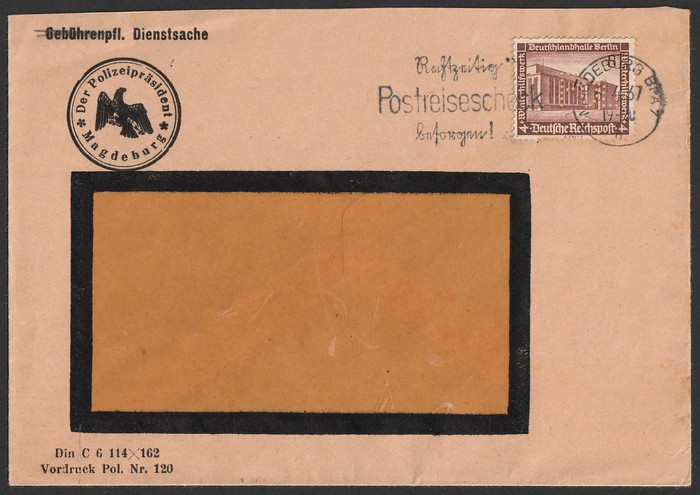 Gebührenpfl. Dienstsache
Der Polizeipräsident
Magdeburg
Rechtzeitig
Postreisescheck
besorgen!
Deutschlandhalle Berlin
Winterhilfswerk
Winterhilfswerk
4 Deutsche Reichspost 4
Din C 6 114×162
Vordruck Pol. Nr. 120